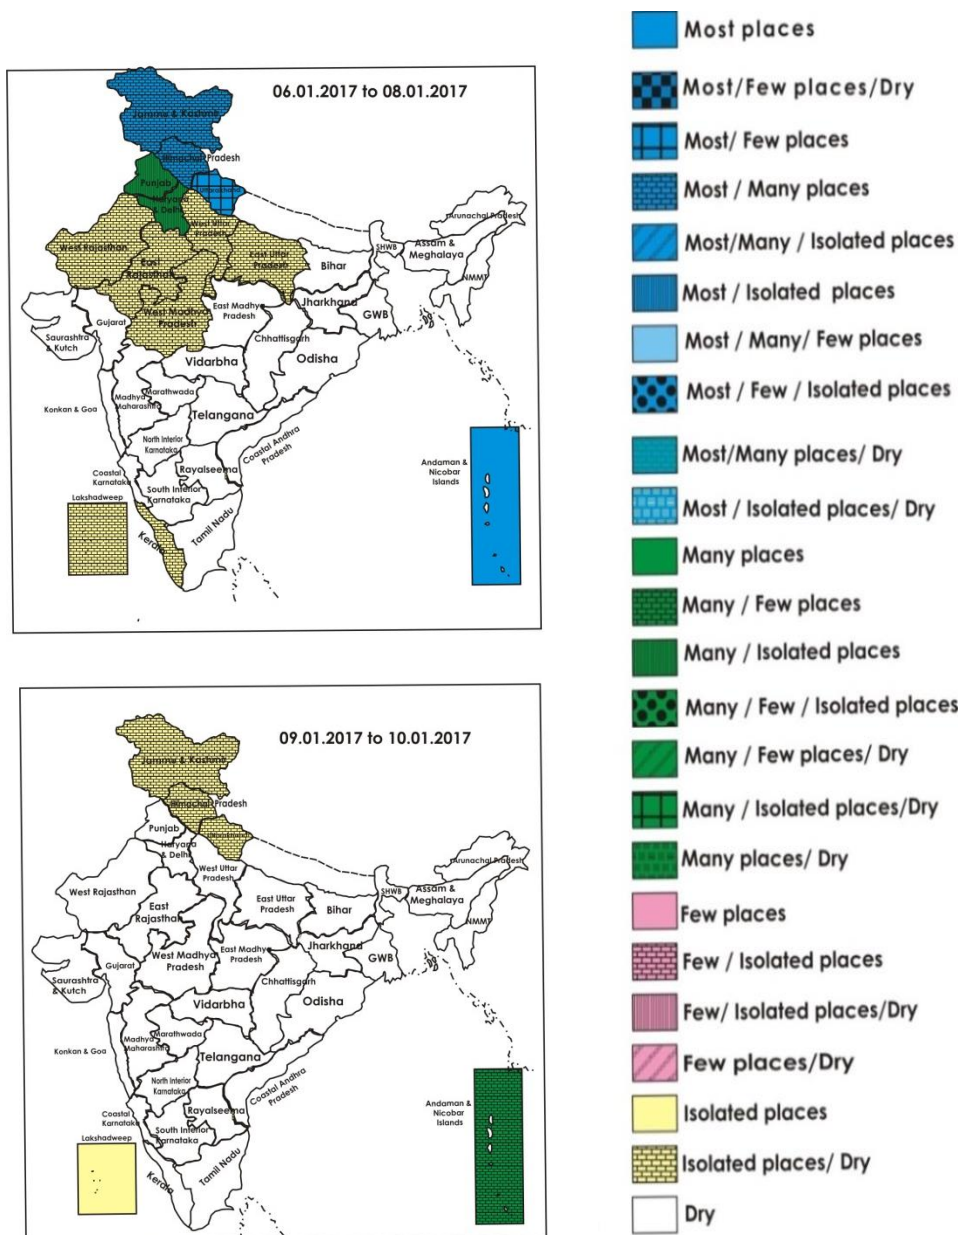 06.01.2017 to 08.01.2017
Jammu & Kashmir
Himachal Pradesh
Punjab
Uttarakhand
Haryana
& Delhi
West Uttar
Pradesh
West Rajasthan
East
Rajasthan
East Uttar
Pradesh
Bihar
SHWB
Assam &
Meghalaya
Arunachal Pradesh
NMMT
Jharkhand
GWB
West Madhya
Pradesh
East Madhya
Pradesh
Gujarat
Saurashtra
& Kutch
Chhattisgarh
Odisha
Vidarbha
Madhya
Maharashtra
Marathwada
Konkan & Goa
Telangana
North Interior
Karnataka
Coastal Andhra
Pradesh
Rayalseema
Coastal
Karnataka
South Interior
Karnataka
Lakshadweep
Kerala
Tamil Nadu
Andaman &
Nicobar
Islands
09.01.2017 to 10.01.2017
Jammu & Kashmir
Himachal Pradesh
Punjab
Haryana
& Delhi
West Uttar
Pradesh
West Rajasthan
East
Rajasthan
East Uttar
Pradesh
Bihar
SHWB
Assam &
Meghalaya
Arunachal Pradesh
NMMT
Jharkhand
GWB
West Madhya
Pradesh
East Madhya
Pradesh
Gujarat
Saurashtra
& Kutch
Chhattisgarh
Odisha
Vidarbha
Madhya
Maharashtra
Marathwada
Konkan & Goa
Telangana
North Interior
Karnataka
Coastal Andhra
Pradesh
Rayalseema
Coastal
Karnataka
South Interior
Karnataka
Lakshadweep
Kerala
Tamil Nadu
Andaman &
Nicobar
Islands
Most places
Most/Few places/Dry
Most/ Few places
Most / Many places
Most/Many / Isolated places
Most / Isolated places
Most / Many/ Few places
Most / Few / Isolated places
Most/Many places/ Dry
Most / Isolated places/ Dry
Many places
Many / Few places
Many / Isolated places
Many / Few / Isolated places
Many / Few places/ Dry
Many / Isolated places/Dry
Many places/ Dry
Few places
Few / Isolated places
Few/ Isolated places/Dry
Few places/Dry
Isolated places
Isolated places/ Dry
Dry